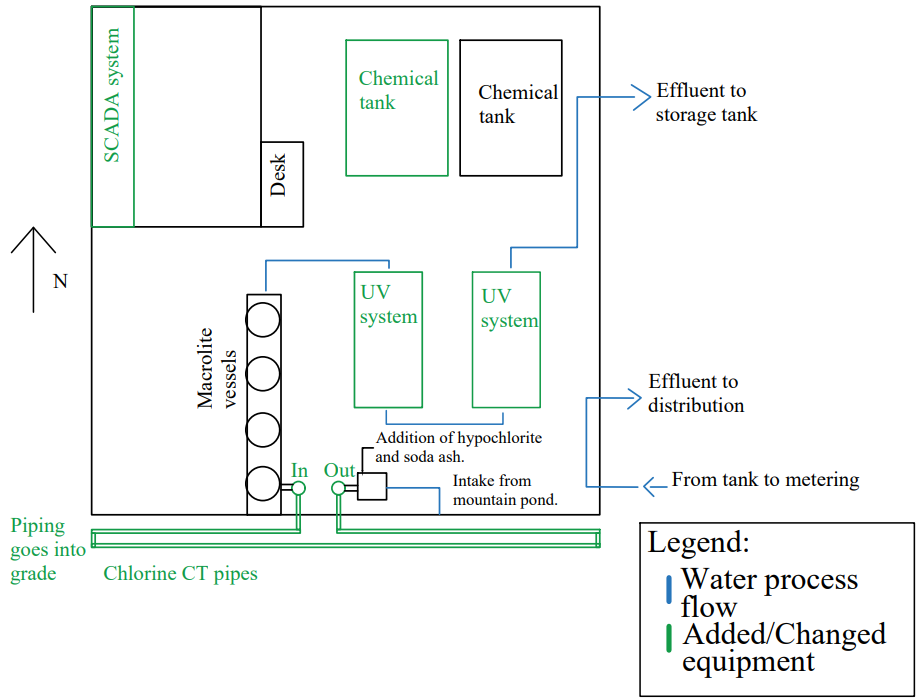 SCADA system
Desk
Chemical
tank
Chemical
tank
Effluent to
storage tank
N
Macrolite
vessels
UV
system
UV
system
Effluent to
distribution
Addition of hypochlorite
and soda ash.
In
Out
Intake from
mountain pond.
From tank to metering
Piping
goes into
grade
Chlorine CT pipes
Legend:
Water process
flow
Added/Changed
equipment